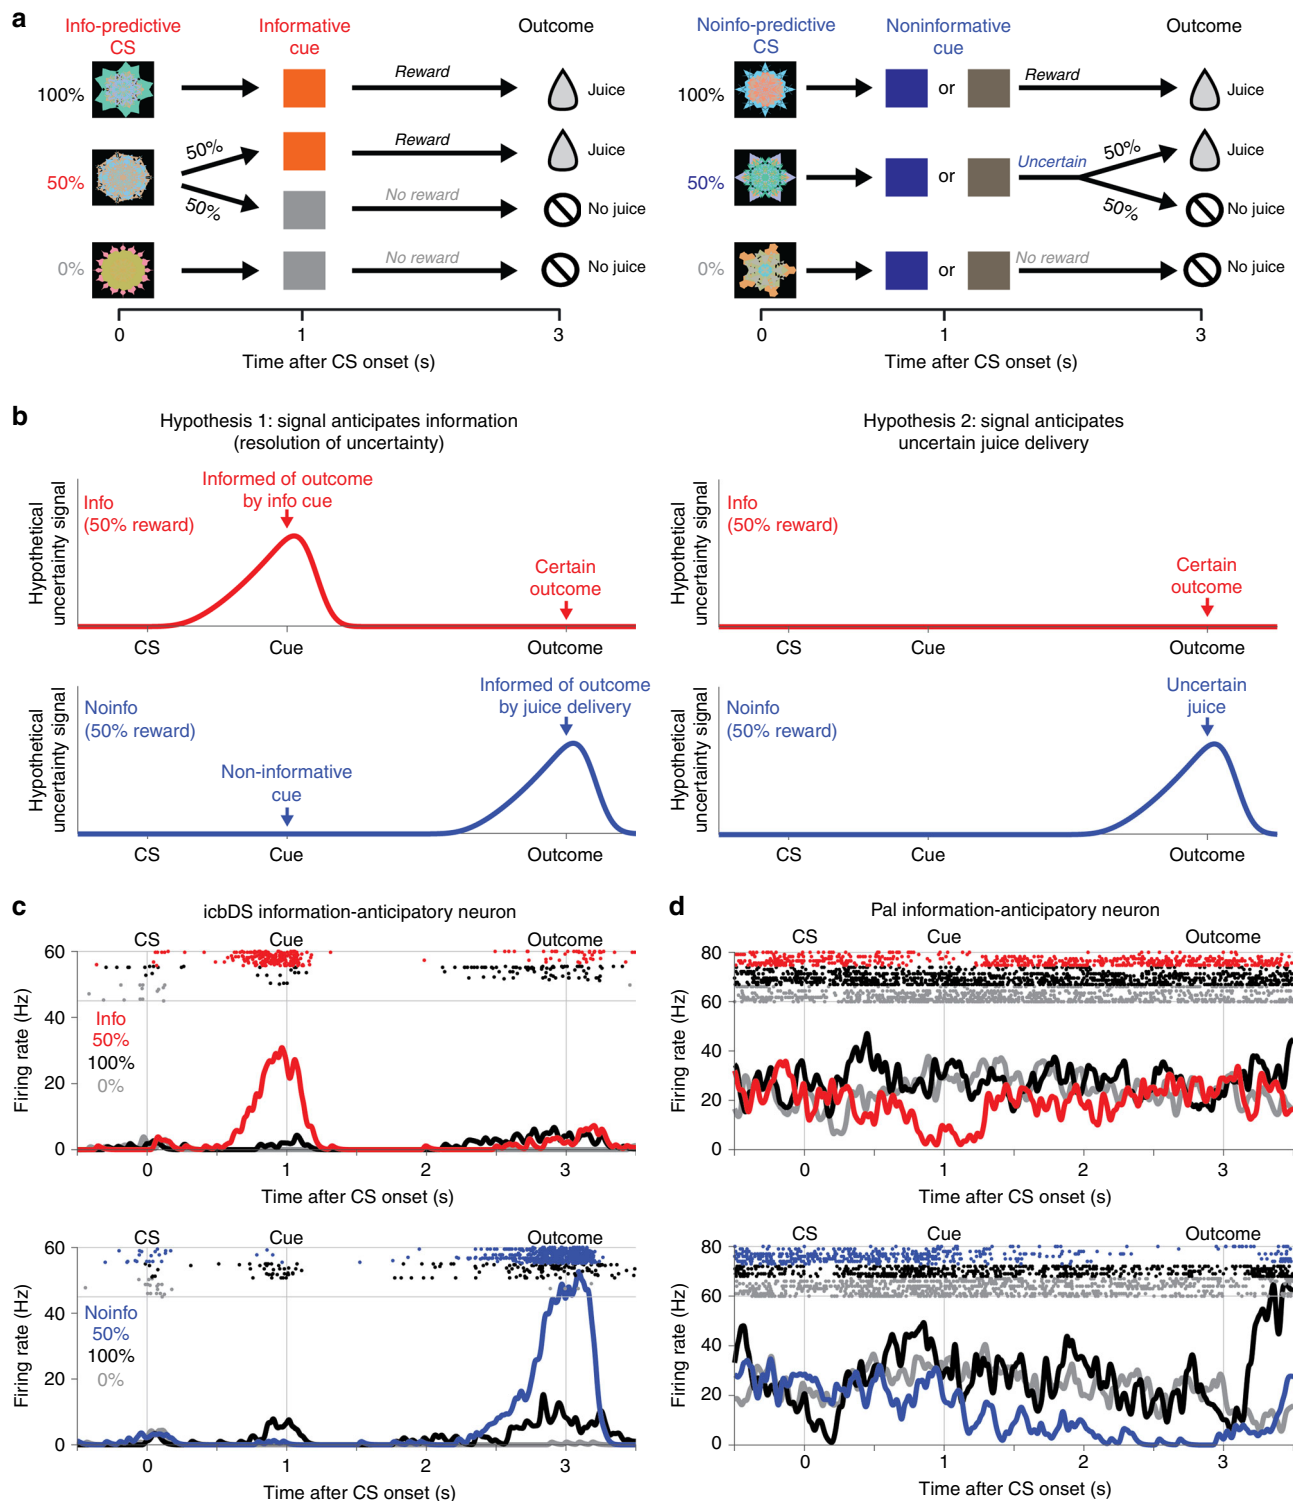 a
Info-predictive
CS
Informative
cue
Outcome
100%
Reward
Juice
50%
50%
50%
Reward
Juice
No reward
No juice
0%
No reward
No juice
0
1
3
Time after CS onset (s)
Noinfo-predictive
CS
Noninformative
cue
Outcome
100%
or
Reward
Juice
50%
or
Uncertain
50%
50%
Juice
No juice
0%
or
No reward
No juice
0
1
3
Time after CS onset (s)
b
Hypothesis 1: signal anticipates information
(resolution of uncertainty)
Hypothetical
uncertainty signal
Info
(50% reward)
Informed of outcome
by info cue
Certain
outcome
CS
Cue
Outcome
Hypothetical
uncertainty signal
Noinfo
(50% reward)
Non-informative
cue
Informed of outcome
by juice delivery
CS
Cue
Outcome
Hypothesis 2: signal anticipates
uncertain juice delivery
Hypothetical
uncertainty signal
Info
(50% reward)
Certain
outcome
CS
Cue
Outcome
Hypothetical
uncertainty signal
Noinfo
(50% reward)
Uncertain
juice
CS
Cue
Outcome
c
icbDS information-anticipatory neuron
CS
Cue
Outcome
60
40
20
0
Firing rate (Hz)
Info
50%
100%
0%
0
1
2
3
Time after CS onset (s)
CS
Cue
Outcome
60
40
20
0
Firing rate (Hz)
Noinfo
50%
100%
0%
0
1
2
3
Time after CS onset (s)
d
Pal information-anticipatory neuron
CS
Cue
Outcome
80
60
40
20
0
Firing rate (Hz)
0
1
2
3
Time after CS onset (s)
CS
Cue
Outcome
80
60
40
20
0
Firing rate (Hz)
0
1
2
3
Time after CS onset (s)